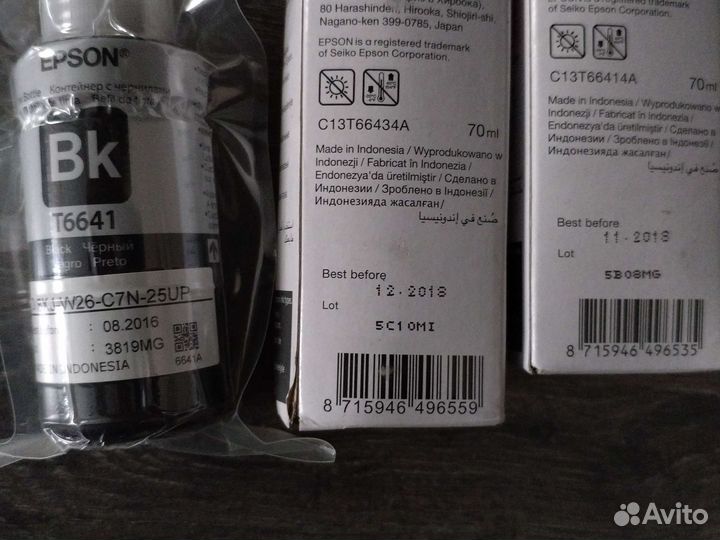 EPSON®
Контейнер с чернилами
Bk
T6641
Black Чёрный
Negro Preto
W26-C7N-25UP
: 08.2016
: 3819MG
INDONESIA
6641A
80 Harashinden, Hirooka, Shiojiri-shi,
Nagano-ken 399-0785, Japan
EPSON is a registered trademark
of Seiko Epson Corporation.
C13T66434A
70ml
Made in Indonesia / Wyprodukowano w
Indonezji / Fabricat în Indonezia /
Endonezya'da üretilmiştir / Сделано в
Индонезии / Зроблено в Індонезії /
Индонезияда жасалған/
صُنع في إندونيسيا
Best before
12.2018
Lot
5C10MI
8 715946 496559
registered trademark
of Seiko Epson Corporation.
C13T66414A
70ml
Made in Indonesia / Wyprodukowano
Indonezji / Fabricat în Indonezia /
Endonezya'da üretilmiştir / Сделано в
Индонезии / Зроблено в Індонезії /
Индонезияда жасалған/
صُنع في إندونيسيا
Best before
11.2018
Lot
5B08MG
8 715946 496535
Avito